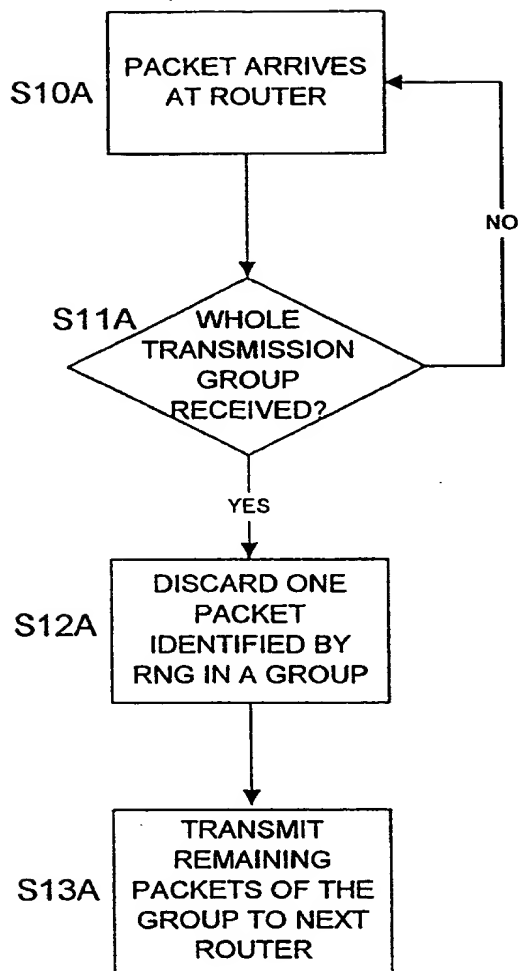 S10A
PACKET ARRIVES
AT ROUTER
NO
S11A
WHOLE
TRANSMISSION
GROUP
RECEIVED?
YES
S12A
DISCARD ONE
PACKET
IDENTIFIED BY
RNG IN A GROUP
S13A
TRANSMIT
REMAINING
PACKETS OF THE
GROUP TO NEXT
ROUTER